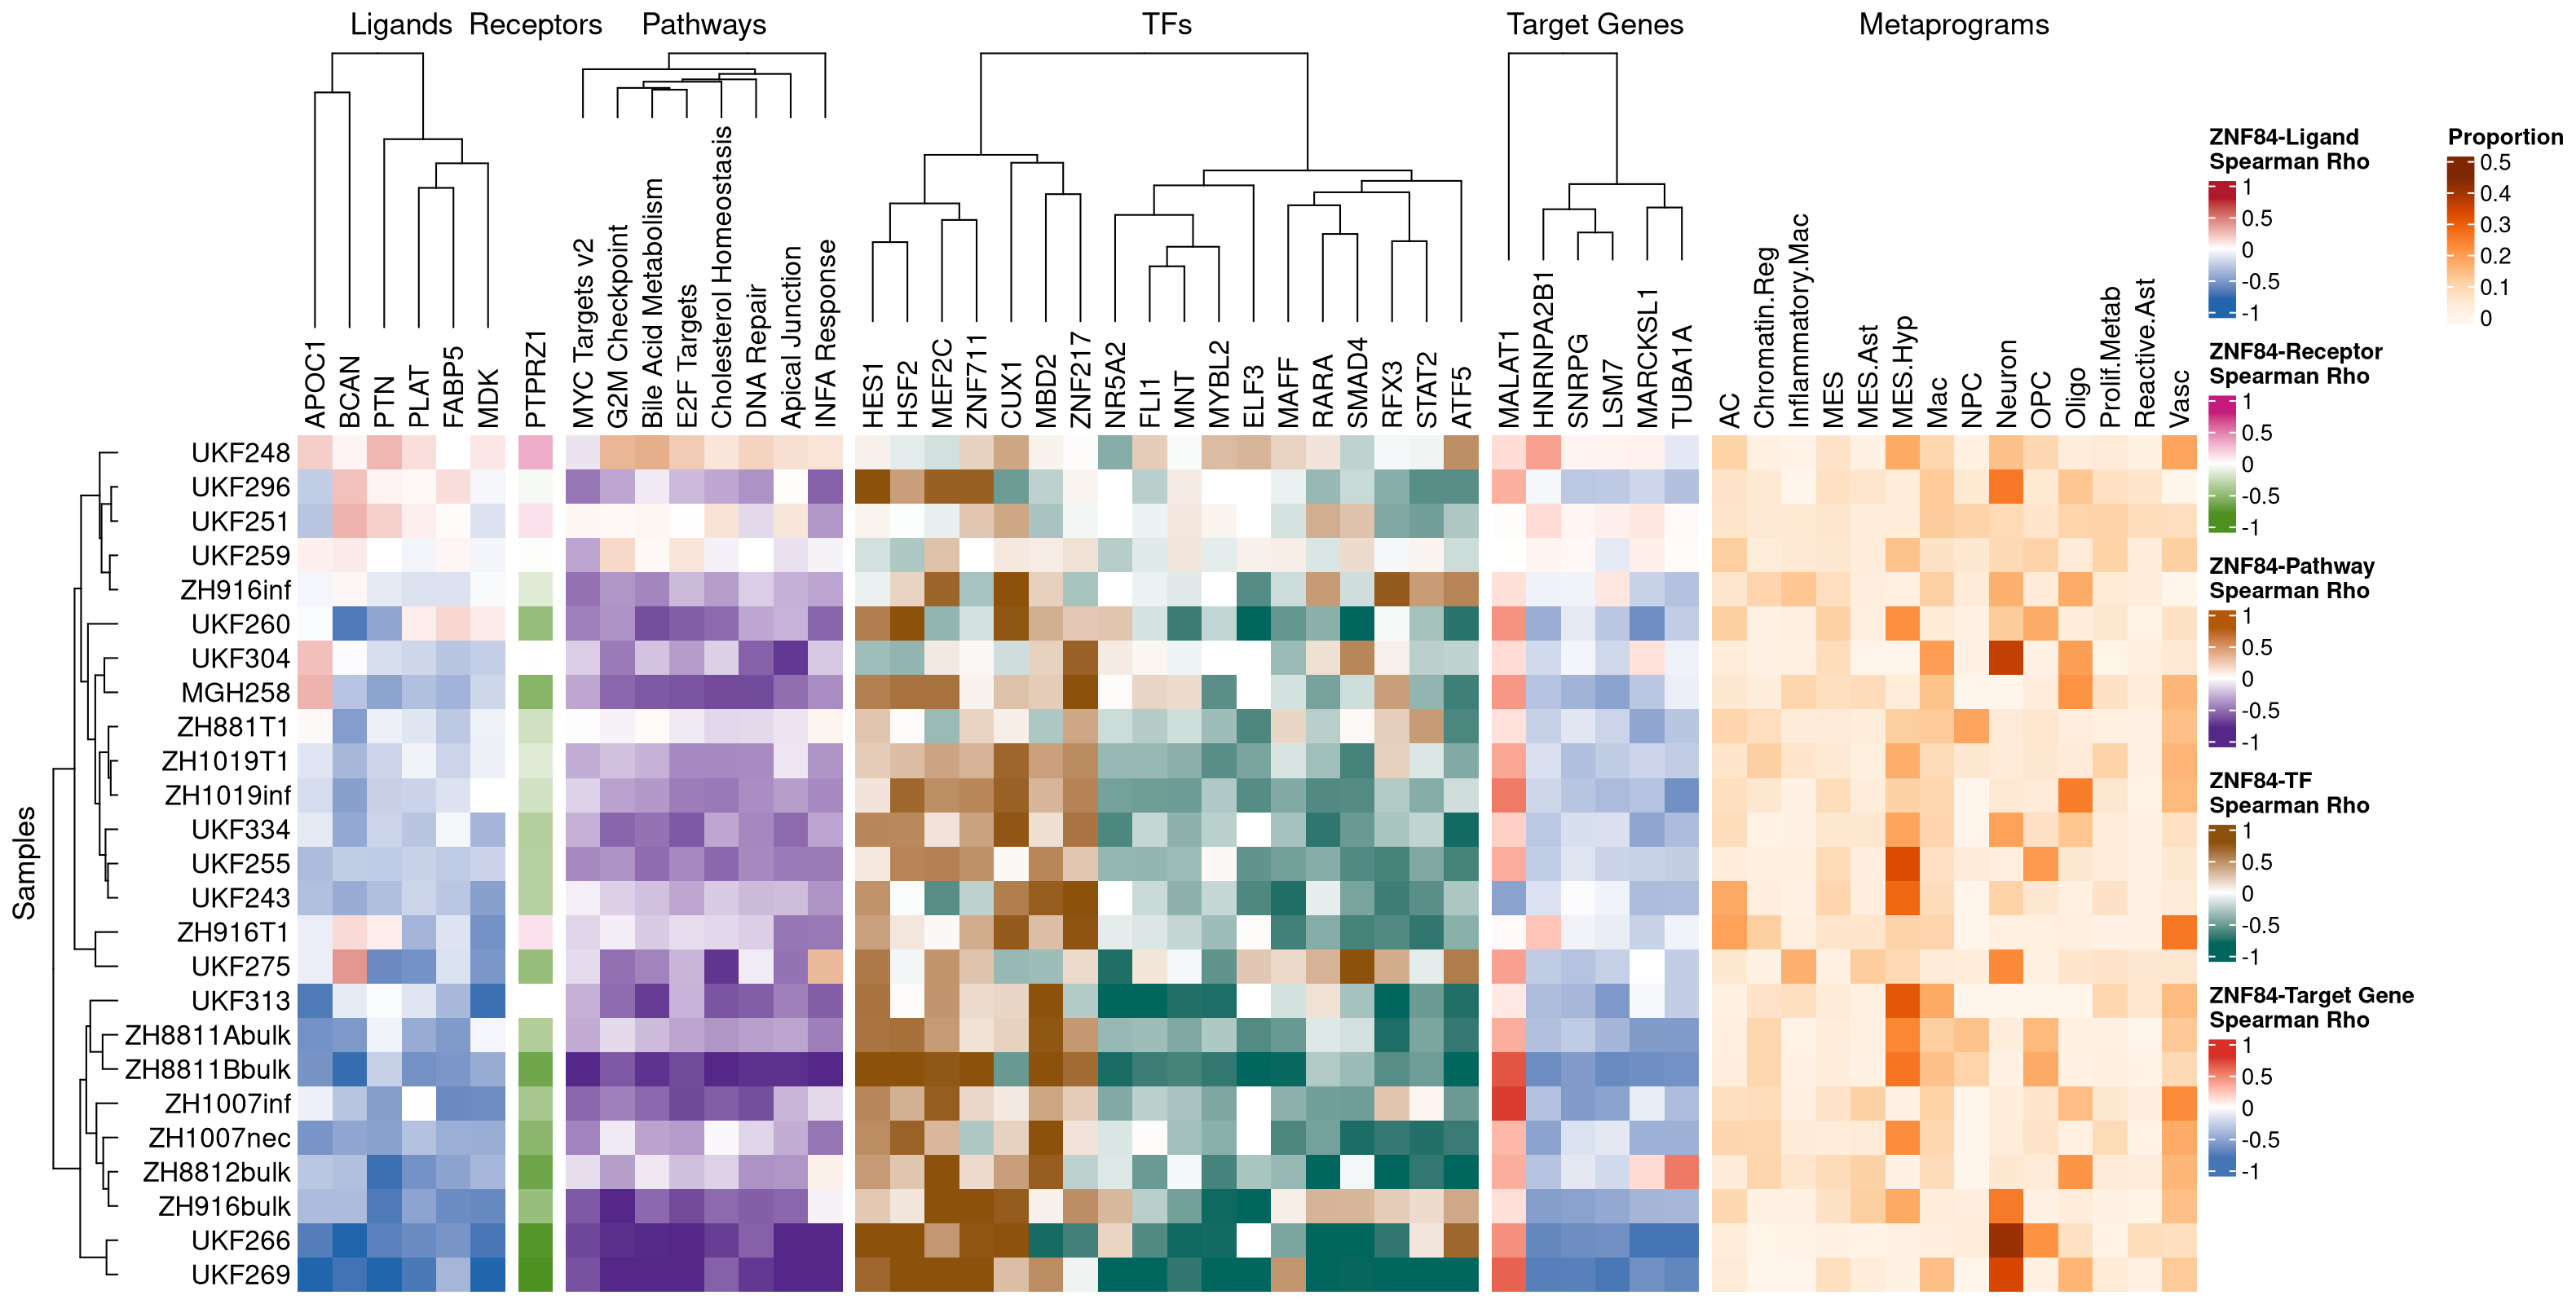 Ligands Receptors Pathways TFs Target Genes Metaprograms
APOC1
BCAN
PTN
PLAT
FABP5
MDK
PTPRZ1
MYC Targets v2
G2M Checkpoint
Bile Acid Metabolism
E2F Targets
Cholesterol Homeostasis
DNA Repair
Apical Junction
INFA Response
HES1
HSF2
MEF2C
ZNF711
CUX1
MBD2
ZNF217
NR5A2
FLI1
MNT
MYBL2
ELF3
MAFF
RARA
SMAD4
RFX3
STAT2
ATF5
MALAT1
HNRNPA2B1
SNRPG
LSM7
MARCKSL1
TUBA1A
AC
Chromatin.Reg
Inflammatory.Mac
MES
MES.Ast
MES.Hyp
Mac
NPC
Neuron
OPC
Oligo
Prolif.Metab
Reactive.Ast
Vasc
Samples
UKF248
UKF296
UKF251
UKF259
ZH916inf
UKF260
UKF304
MGH258
ZH881T1
ZH1019T1
ZH1019inf
UKF334
UKF255
UKF243
ZH916T1
UKF275
UKF313
ZH8811Abulk
ZH8811Bbulk
ZH1007inf
ZH1007nec
ZH8812bulk
ZH916bulk
UKF266
UKF269
ZNF84-Ligand
Spearman Rho
1
0.5
0
-0.5
-1
ZNF84-Receptor
Spearman Rho
1
0.5
0
-0.5
-1
ZNF84-Pathway
Spearman Rho
1
0.5
0
-0.5
-1
ZNF84-TF
Spearman Rho
1
0.5
0
-0.5
-1
ZNF84-Target Gene
Spearman Rho
1
0.5
0
-0.5
-1
Proportion
0.5
0.4
0.3
0.2
0.1
0